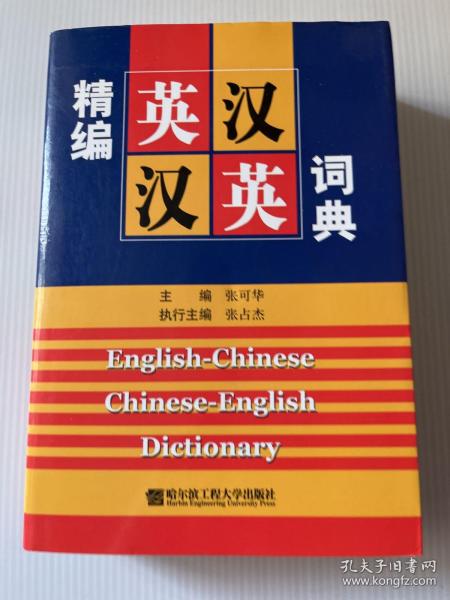 精编
英汉
汉英
词典
主 编 张可华
执行主编 张占杰
English-Chinese
Chinese-English
Dictionary
哈尔滨工程大学出版社
Harbin Engineering University Press
孔夫子旧书网
www.kongfz.com